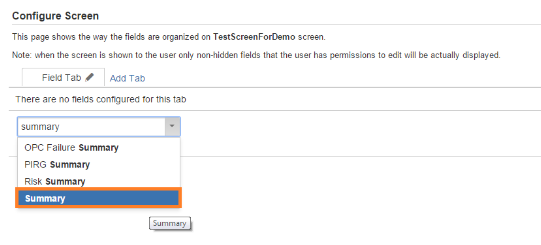 Configure Screen
This page shows the way the fields are organized on TestScreenForDemo screen.
Note: when the screen is shown to the user only non-hidden fields that the user has permissions to edit will be actually displayed.
Field Tab Add Tab
There are no fields configured for this tab
summary
OPC Failure Summary
PIRG Summary
Risk Summary
Summary
Summary